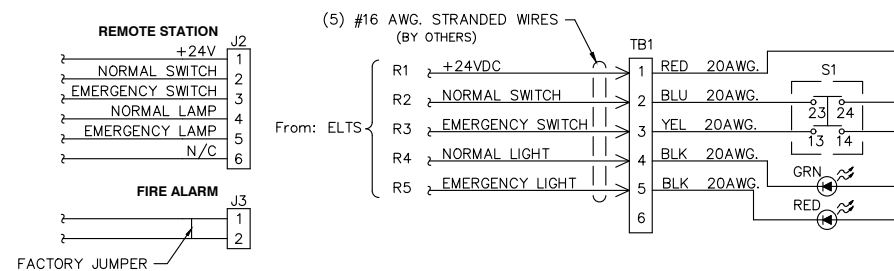 REMOTE STATION
J2
+24V 1
NORMAL SWITCH 2
EMERGENCY SWITCH 3
NORMAL LAMP 4
EMERGENCY LAMP 5
N/C 6
FIRE ALARM
J3
1
2
FACTORY JUMPER
(5) #16 AWG. STRANDED WIRES
(BY OTHERS)
TB1
From: ELTS
R1 +24VDC 1 RED 20AWG.
R2 NORMAL SWITCH 2 BLU 20AWG.
R3 EMERGENCY SWITCH 3 YEL 20AWG.
R4 NORMAL LIGHT 4 BLK 20AWG.
R5 EMERGENCY LIGHT 5 BLK 20AWG.
6
S1
23 24
13 14
GRN
RED